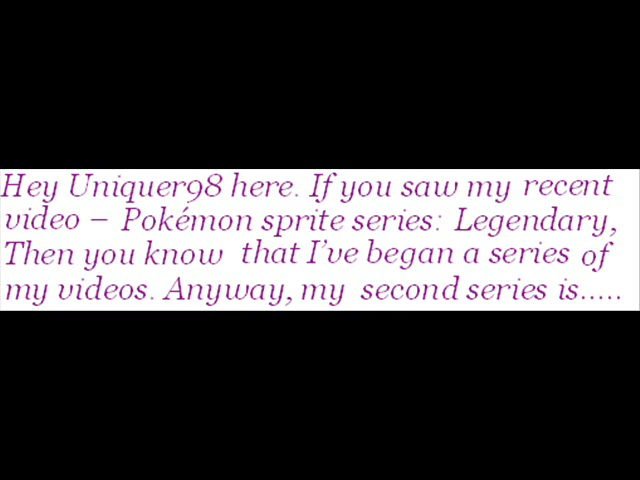 Hey Uniquer98 here. If you saw my recent
video – Pokémon sprite series: Legendary,
Then you know that I've began a series of
my videos. Anyway, my second series is.....